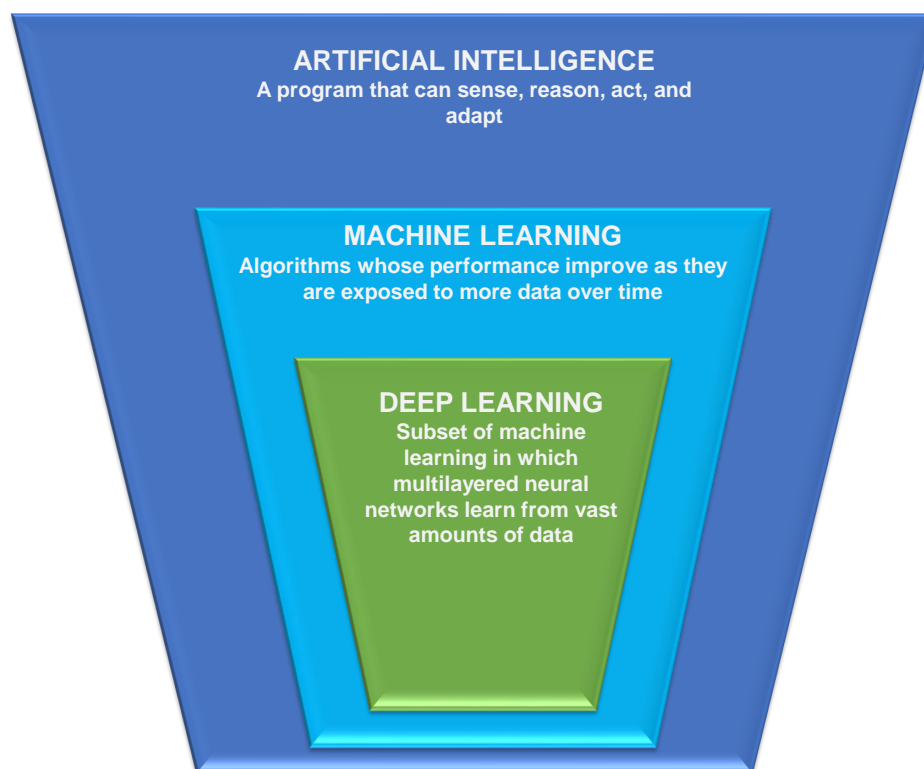 ARTIFICIAL INTELLIGENCE
A program that can sense, reason, act, and
adapt
MACHINE LEARNING
Algorithms whose performance improve as they
are exposed to more data over time
DEEP LEARNING
Subset of machine
learning in which
multilayered neural
networks learn from vast
amounts of data